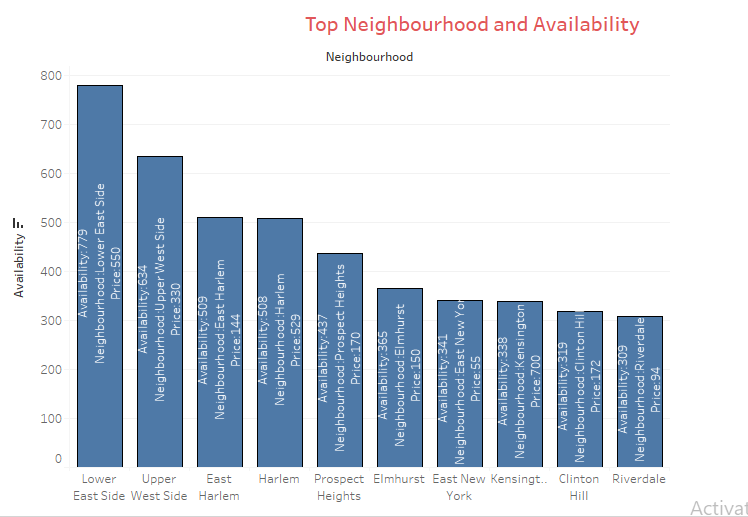 Top Neighbourhood and Availability
Neighbourhood
Availability
800
700
600
500
400
300
200
100
0
Availability:779
Neighbourhood:Lower East Side
Price:550
Availability:634
Neighbourhood:Upper West Side
Price:330
Availability:509
Neighbourhood:East Harlem
Price:144
Availability:508
Neighbourhood:Harlem
Price:529
Availability:437
Neighbourhood:Prospect Heights
Price:170
Availability:365
Neighbourhood:Elmhurst
Price:150
Availability:341
Neighbourhood:East New Yor
Price:55
Availability:338
Neighbourhood:Kensington
Price:700
Availability:319
Neighbourhood:Clinton Hill
Price:172
Availability:309
Neighbourhood:Riverdale
Price:94
Lower
East Side
Upper
West Side
East
Harlem
Harlem
Prospect
Heights
Elmhurst
East New
York
Kensingt..
Clinton
Hill
Riverdale
Activat